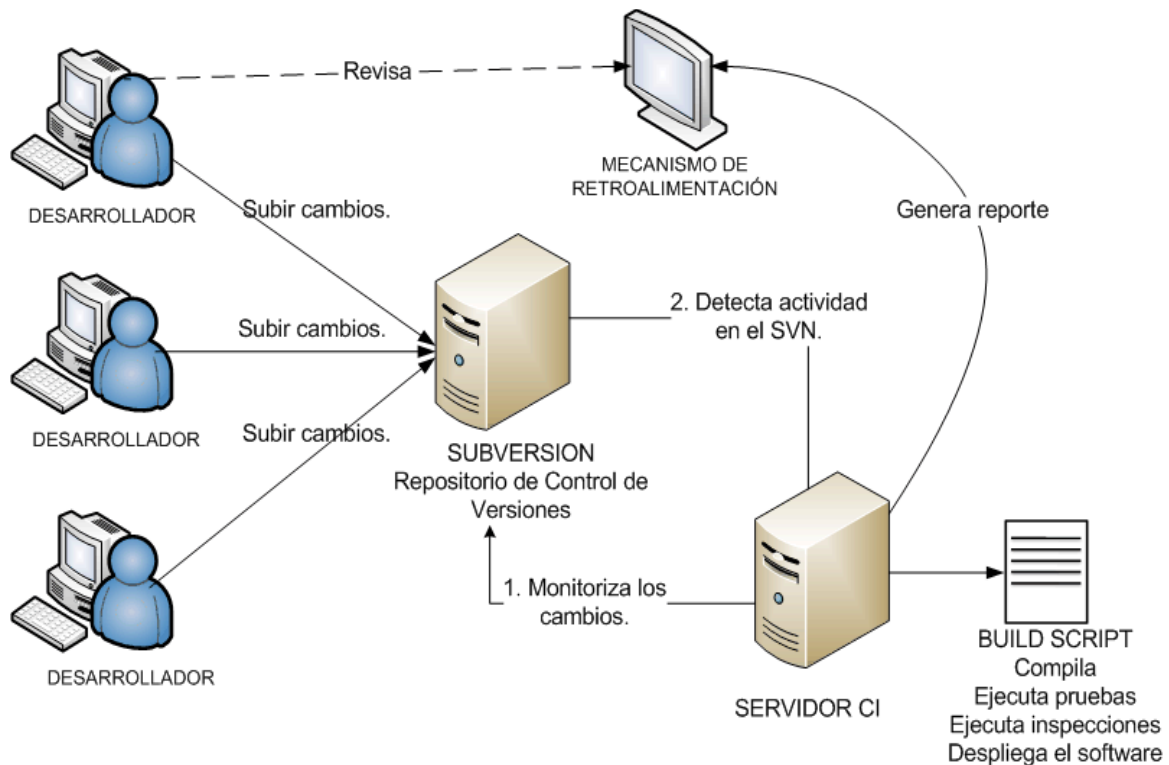 Revisa
MECANISMO DE
RETROALIMENTACIÓN
DESARROLLADOR
Subir cambios.
Genera reporte
2. Detecta actividad
en el SVN.
Subir cambios.
DESARROLLADOR
Subir cambios.
SUBVERSION
Repositorio de Control de
Versiones
1. Monitoriza los
cambios.
DESARROLLADOR
SERVIDOR CI
BUILD SCRIPT
Compila
Ejecuta pruebas
Ejecuta inspecciones
Despliega el software